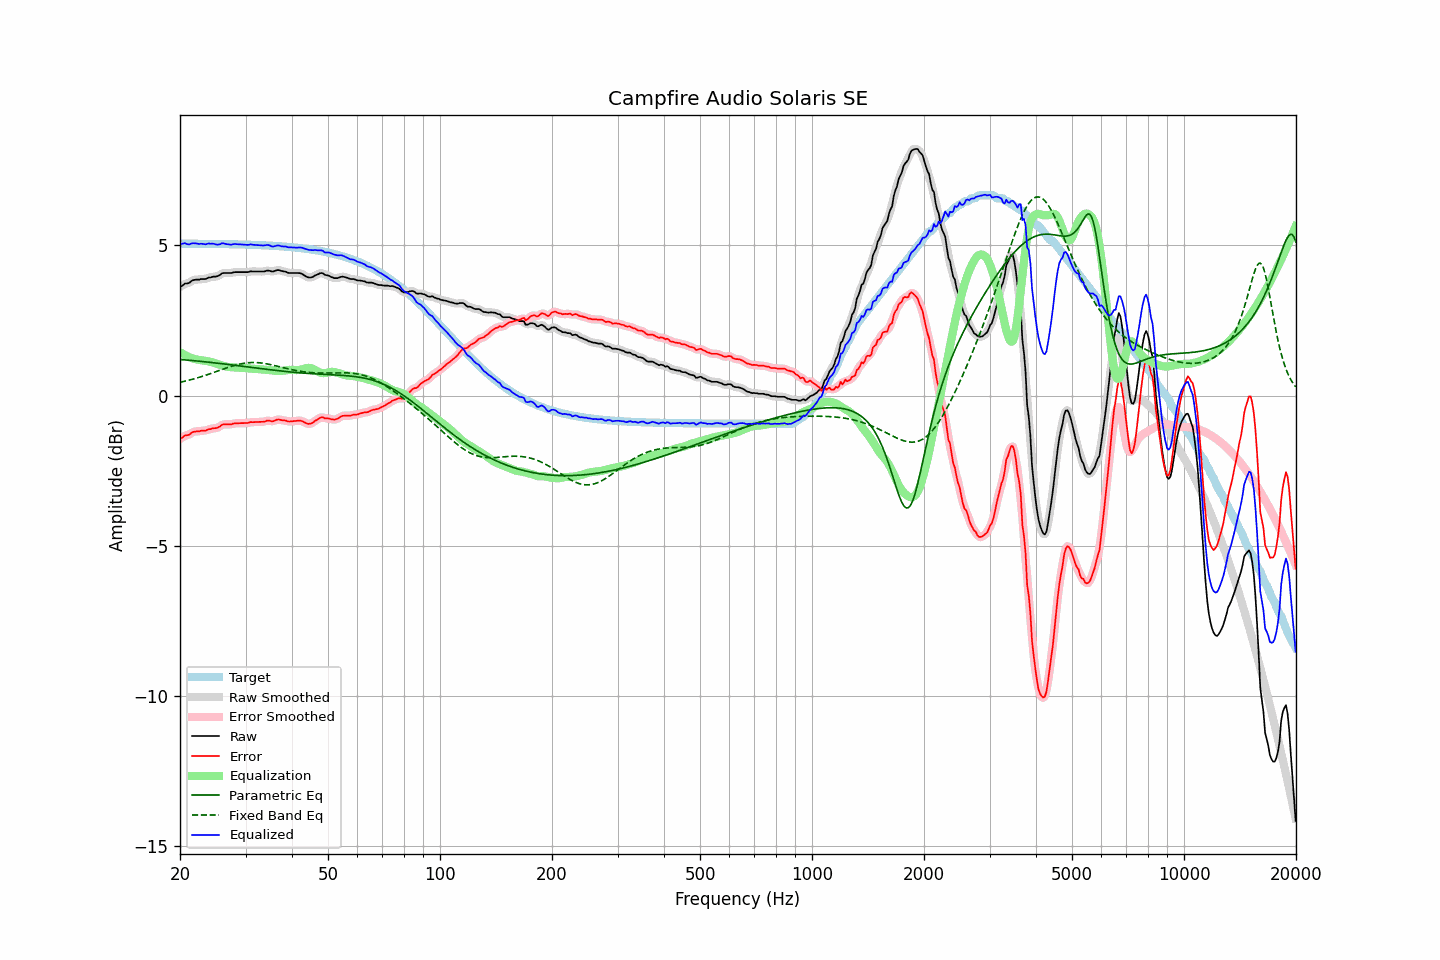 Campfire Audio Solaris SE
Amplitude (dBr)
5
0
−5
−10
−15
Target
Raw Smoothed
Error Smoothed
Raw
Error
Equalization
Parametric Eq
Fixed Band Eq
Equalized
20 50 100 200 500 1000 2000 5000 10000 20000
Frequency (Hz)